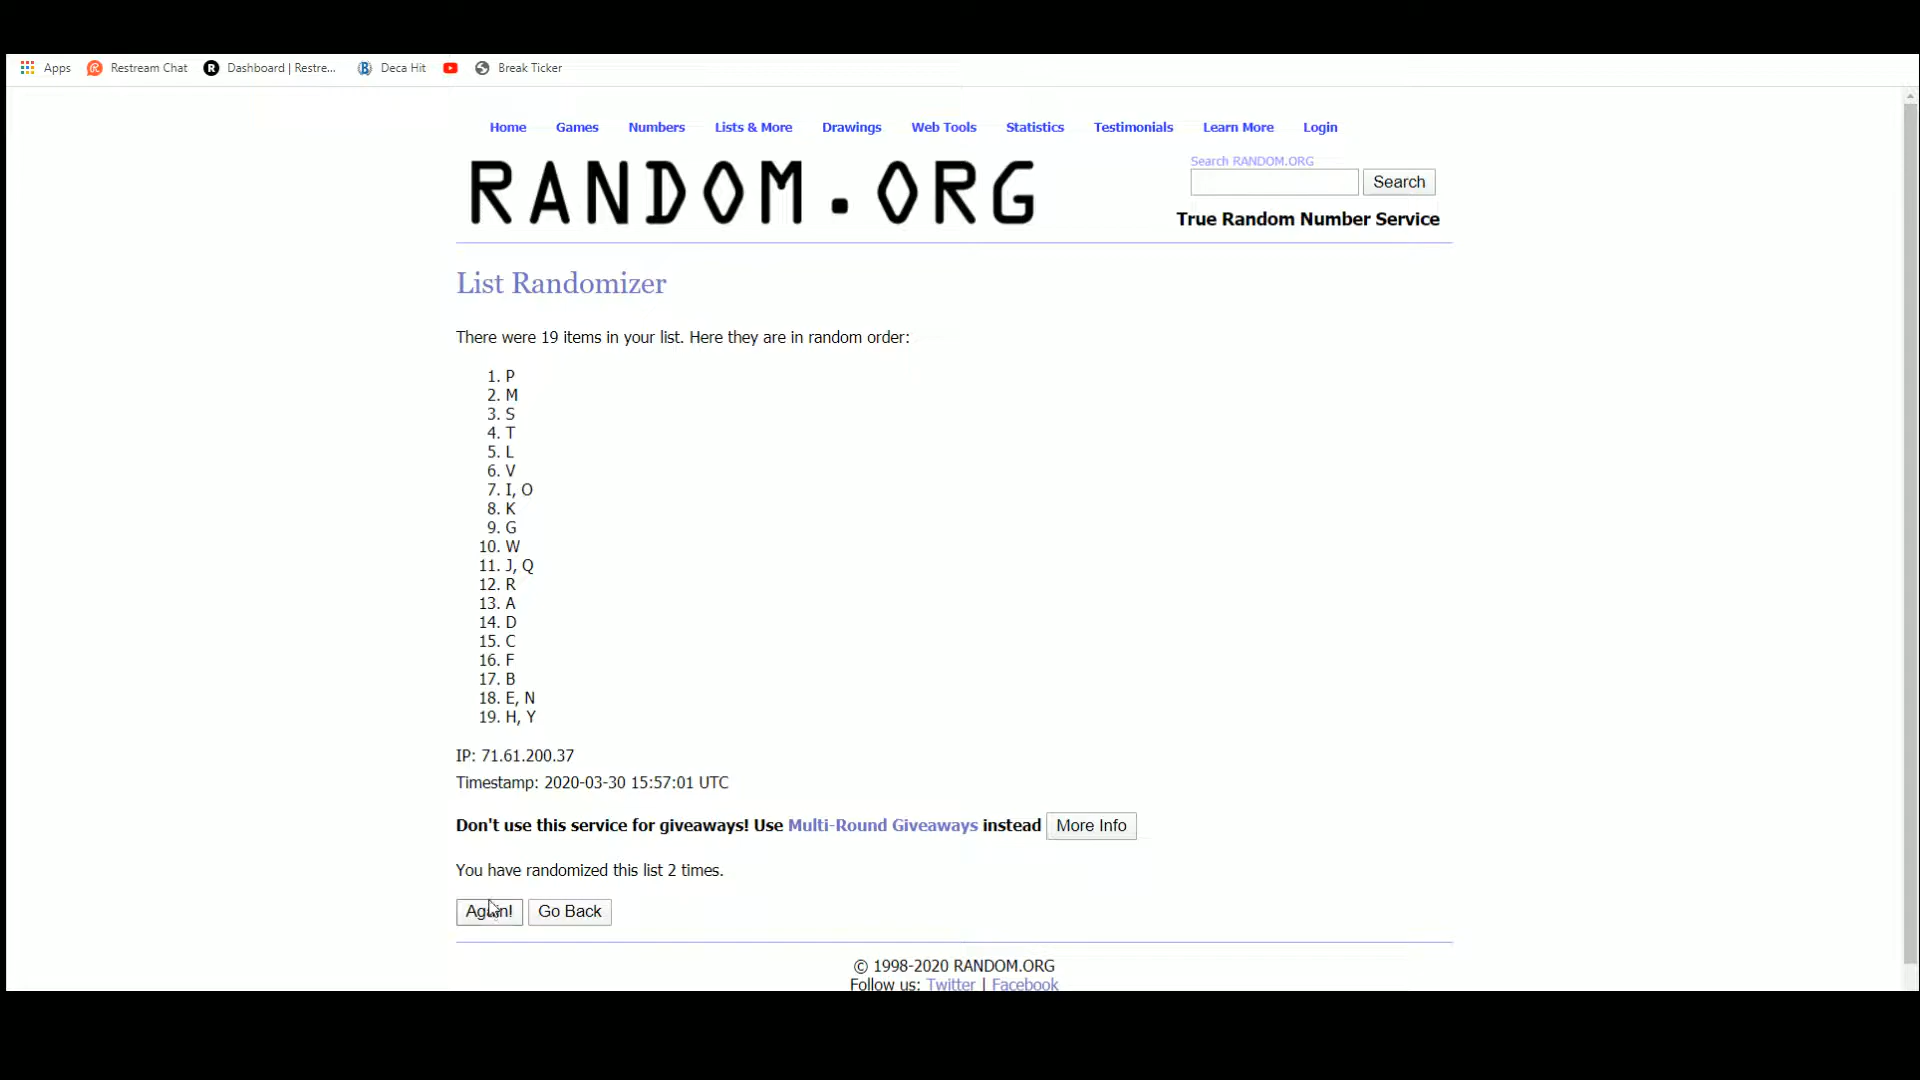 Apps Restream Chat Dashboard | Restre... Deca Hit Break Ticker
Home Games Numbers Lists & More Drawings Web Tools Statistics Testimonials Learn More Login
RANDOM.ORG
Search RANDOM.ORG
Search
True Random Number Service
List Randomizer
There were 19 items in your list. Here they are in random order:
1. P
2. M
3. S
4. T
5. L
6. V
7. I, O
8. K
9. G
10. W
11. J, Q
12. R
13. A
14. D
15. C
16. F
17. B
18. E, N
19. H, Y
IP: 71.61.200.37
Timestamp: 2020-03-30 15:57:01 UTC
Don't use this service for giveaways! Use Multi-Round Giveaways instead More Info
You have randomized this list 2 times.
Again! Go Back
© 1998-2020 RANDOM.ORG
Follow us: Twitter | Facebook